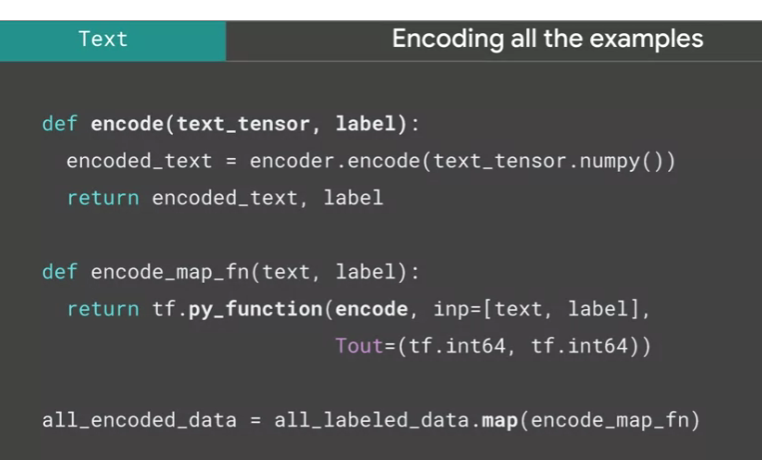 Text
Encoding all the examples
def encode(text_tensor, label):
  encoded_text = encoder.encode(text_tensor.numpy())
  return encoded_text, label
def encode_map_fn(text, label):
  return tf.py_function(encode, inp=[text, label],
                        Tout=(tf.int64, tf.int64))
all_encoded_data = all_labeled_data.map(encode_map_fn)